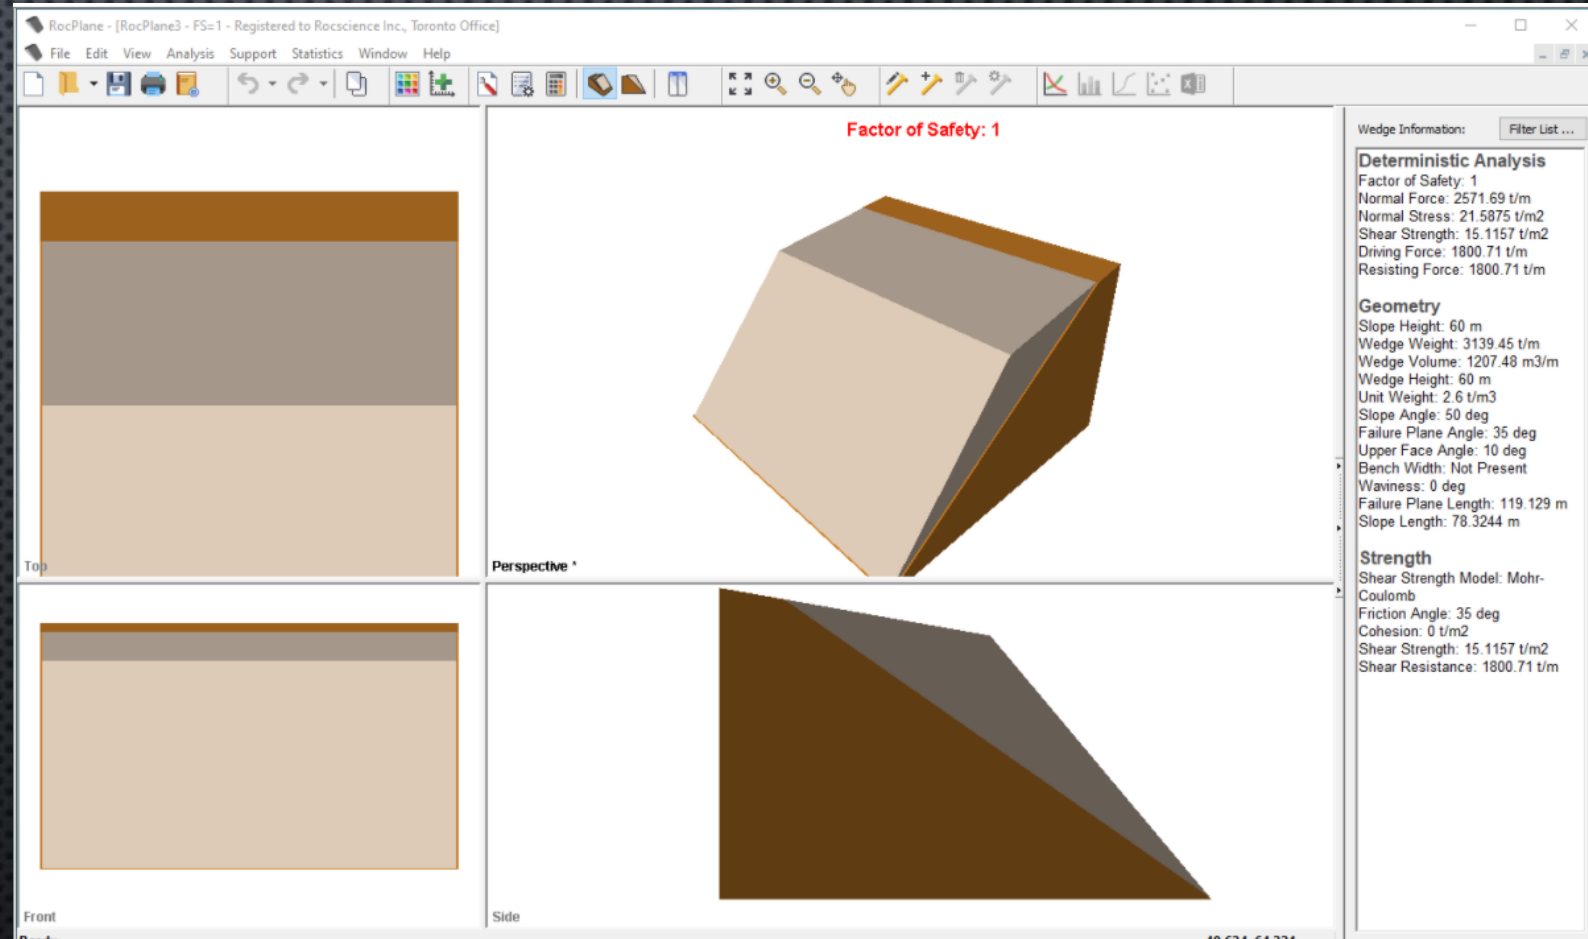 RocPlane - [RocPlane3 - FS=1 - Registered to Rocscience Inc., Toronto Office]
File Edit View Analysis Support Statistics Window Help
Factor of Safety: 1
Top
Perspective *
Front
Side
Wedge Information:
Filter List ...
Deterministic Analysis
Factor of Safety: 1
Normal Force: 2571.69 t/m
Normal Stress: 21.5875 t/m2
Shear Strength: 15.1157 t/m2
Driving Force: 1800.71 t/m
Resisting Force: 1800.71 t/m
Geometry
Slope Height: 60 m
Wedge Weight: 3139.45 t/m
Wedge Volume: 1207.48 m3/m
Wedge Height: 60 m
Unit Weight: 2.6 t/m3
Slope Angle: 50 deg
Failure Plane Angle: 35 deg
Upper Face Angle: 10 deg
Bench Width: Not Present
Waviness: 0 deg
Failure Plane Length: 119.129 m
Slope Length: 78.3244 m
Strength
Shear Strength Model: Mohr-
Coulomb
Friction Angle: 35 deg
Cohesion: 0 t/m2
Shear Strength: 15.1157 t/m2
Shear Resistance: 1800.71 t/m